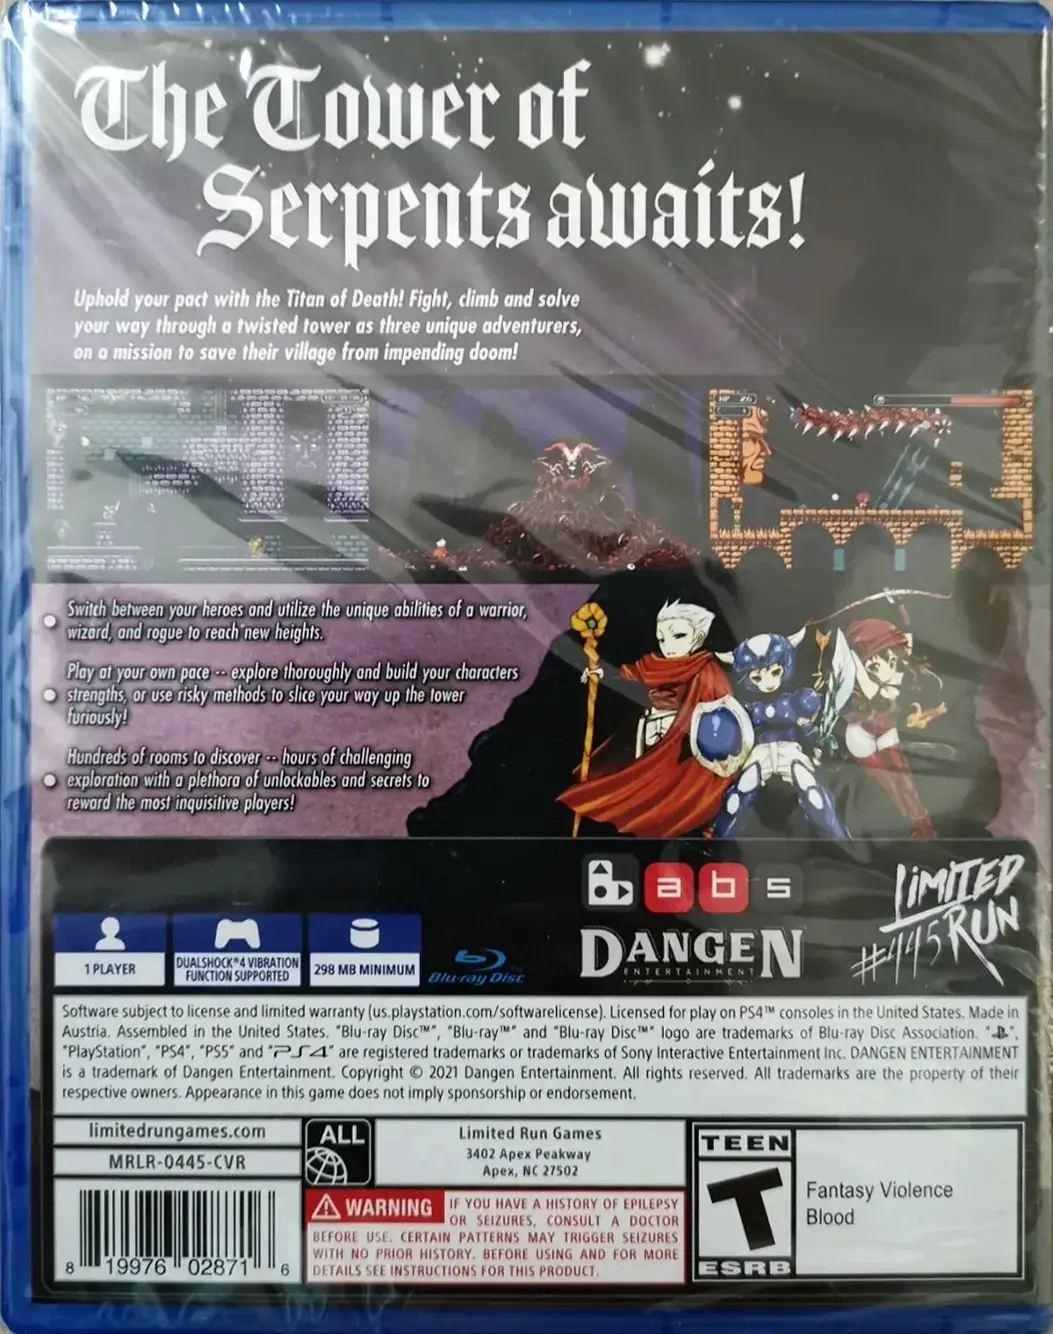 The Tower of
Serpents awaits!
Uphold your pact with the Titan of Death! Fight, climb and solve
your way through a twisted tower as three unique adventurers,
on a mission to save their village from impending doom!
HP
Switch between your heroes and utilize the unique abilities of a warrior,
wizard, and rogue to reach new heights.
Play at your own pace -- explore thoroughly and build your characters
strengths, or use risky methods to slice your way up the tower
furiously!
Hundreds of rooms to discover -- hours of challenging
exploration with a plethora of unlockables and secrets to
reward the most inquisitive players!
a b s
DANGEN
ENTERTAINMENT
LIMITED
RUN
#445
1 PLAYER
DUALSHOCK®4 VIBRATION
FUNCTION SUPPORTED
298 MB MINIMUM
Blu-ray Disc™
Software subject to license and limited warranty (us.playstation.com/softwarelicense). Licensed for play on PS4™ consoles in the United States. Made in
Austria. Assembled in the United States. "Blu-ray Disc™", "Blu-ray™" and "Blu-ray Disc™" logo are trademarks of Blu-ray Disc Association. "",
"PlayStation", "PS4", "PS5" and "PS4" are registered trademarks or trademarks of Sony Interactive Entertainment Inc. DANGEN ENTERTAINMENT
is a trademark of Dangen Entertainment. Copyright © 2021 Dangen Entertainment. All rights reserved. All trademarks are the property of their
respective owners. Appearance in this game does not imply sponsorship or endorsement.
limitedrungames.com
MRLR-0445-CVR
ALL
Limited Run Games
3402 Apex Peakway
Apex, NC 27502
WARNING
IF YOU HAVE A HISTORY OF EPILEPSY
OR SEIZURES, CONSULT A DOCTOR
BEFORE USE. CERTAIN PATTERNS MAY TRIGGER SEIZURES
WITH NO PRIOR HISTORY. BEFORE USING AND FOR MORE
DETAILS SEE INSTRUCTIONS FOR THIS PRODUCT.
8 19976 02871 6
TEEN
T
ESRB
Fantasy Violence
Blood